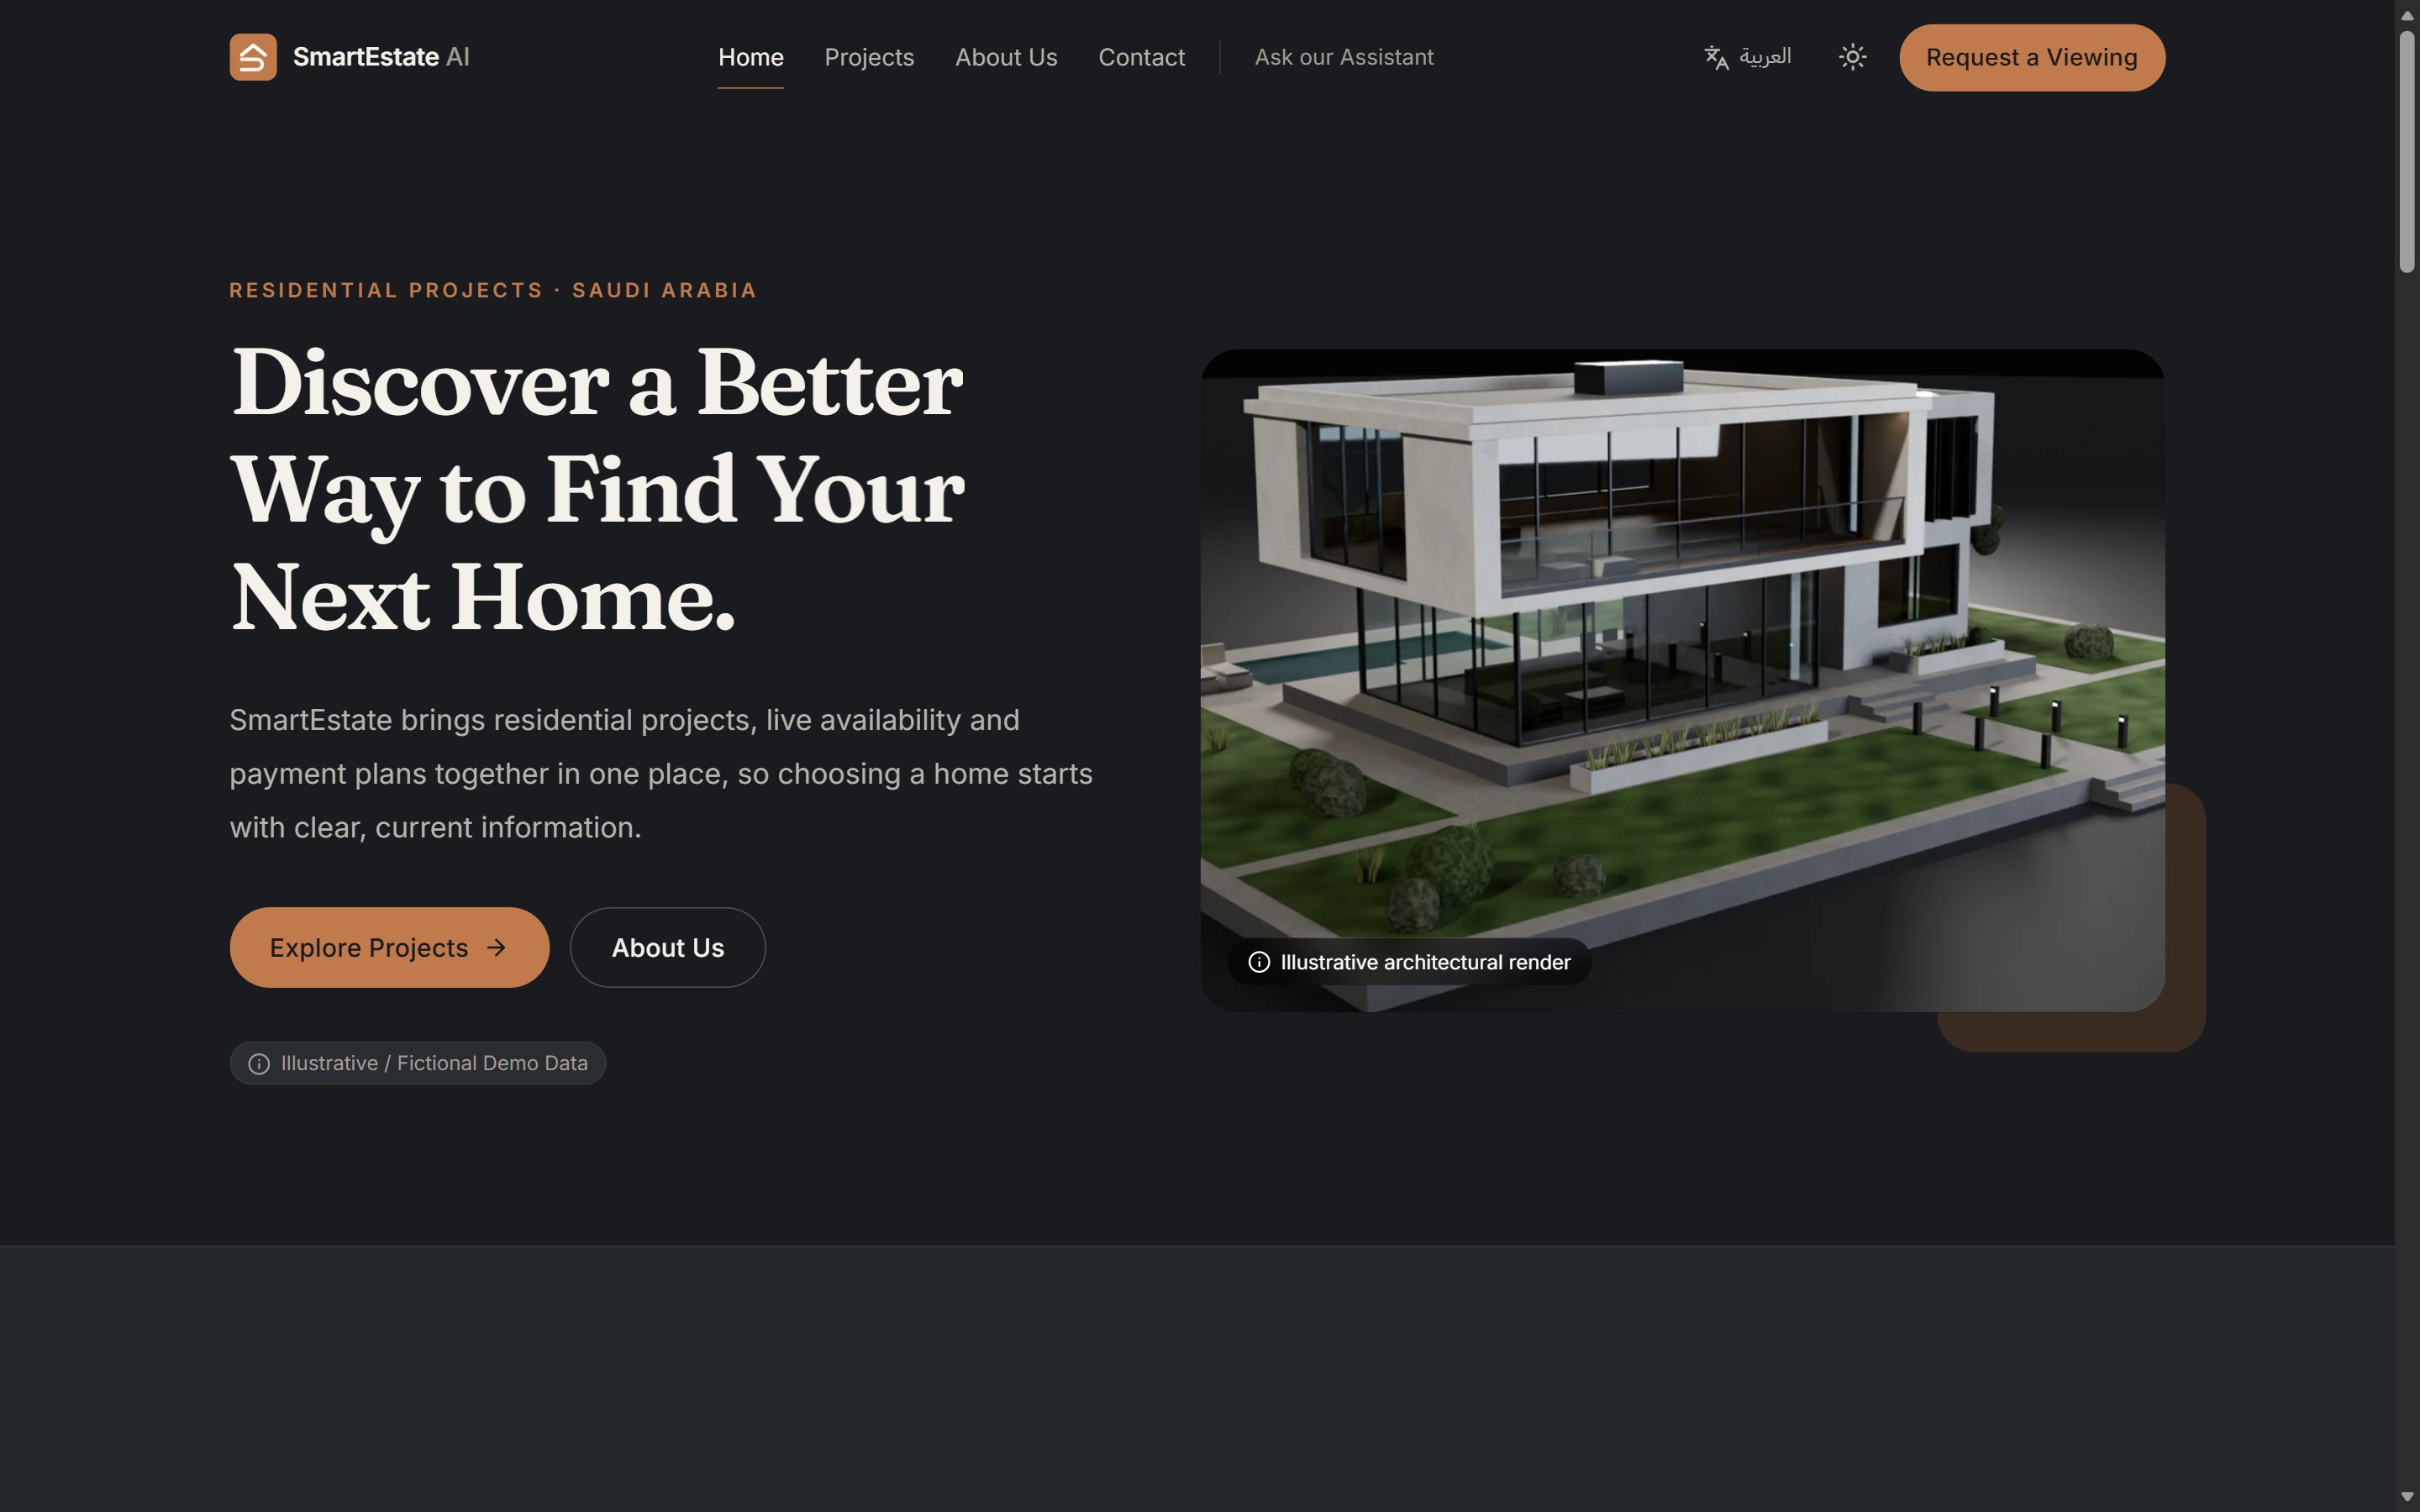 SmartEstate AI
Home
Projects
About Us
Contact
Ask our Assistant
العربية
Request a Viewing
RESIDENTIAL PROJECTS · SAUDI ARABIA
Discover a Better
Way to Find Your
Next Home.
SmartEstate brings residential projects, live availability and
payment plans together in one place, so choosing a home starts
with clear, current information.
Explore Projects →
About Us
Illustrative / Fictional Demo Data
Illustrative architectural render